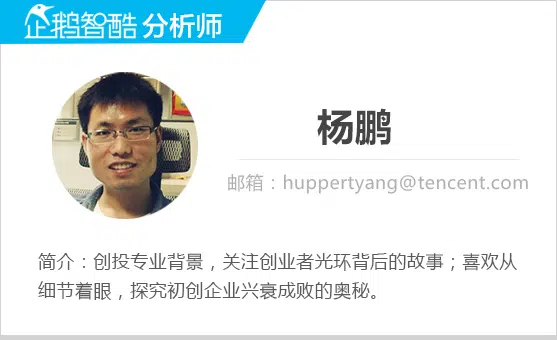 企鹅智酷 分析师
杨鹏
邮箱：huppertyang@tencent.com
简介：创投专业背景，关注创业者光环背后的故事；喜欢从
细节着眼，探究初创企业兴衰成败的奥秘。